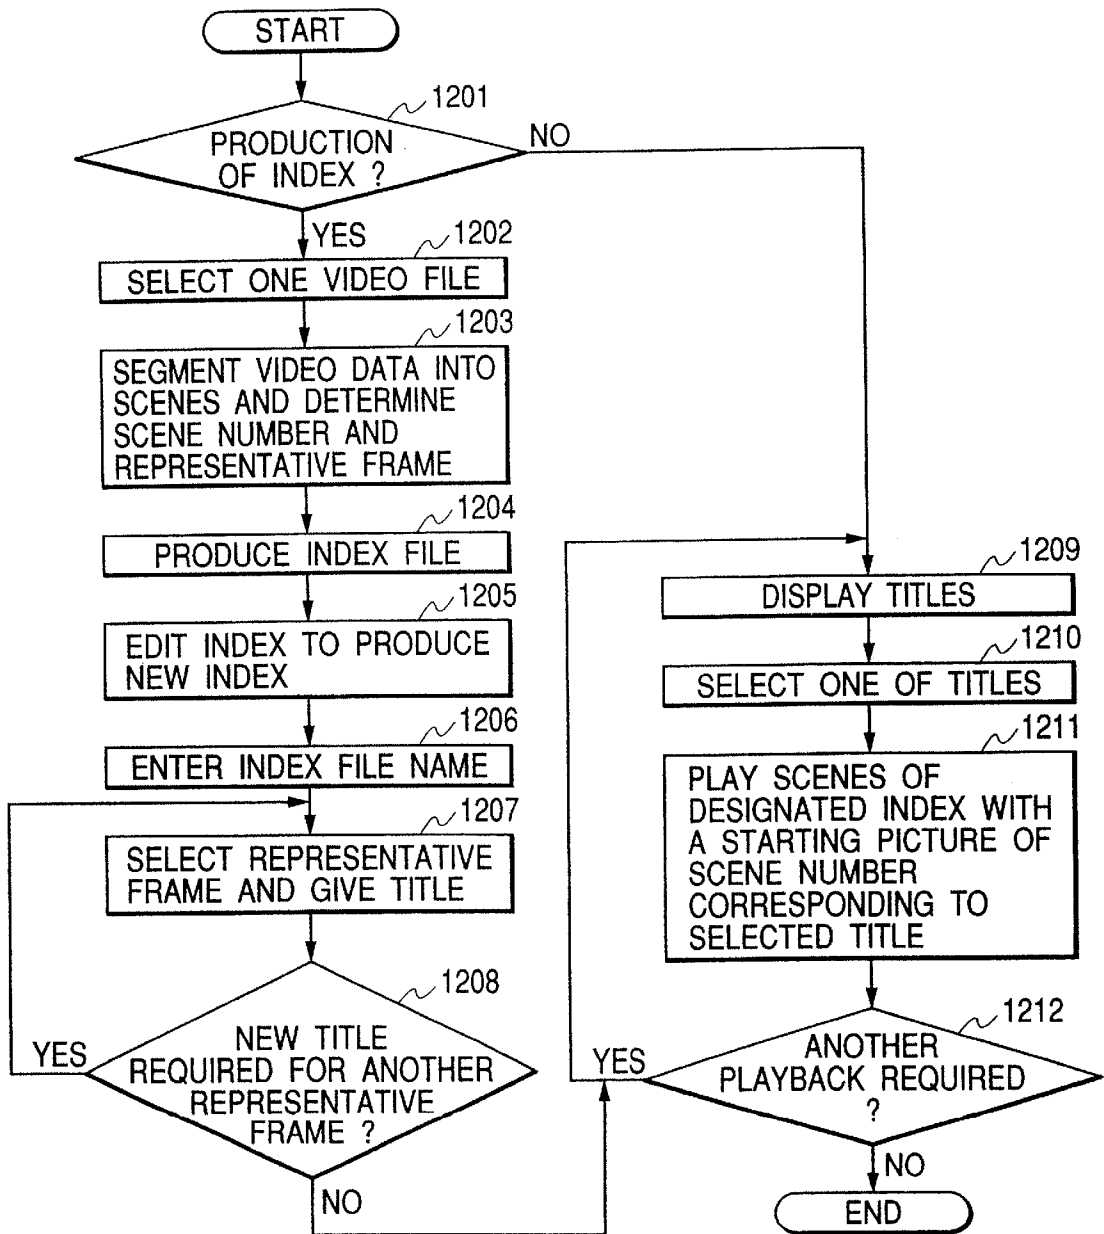 START
1201
PRODUCTION
OF INDEX ?
NO
YES
1202
SELECT ONE VIDEO FILE
1203
SEGMENT VIDEO DATA INTO
SCENES AND DETERMINE
SCENE NUMBER AND
REPRESENTATIVE FRAME
1204
PRODUCE INDEX FILE
1205
EDIT INDEX TO PRODUCE
NEW INDEX
1206
ENTER INDEX FILE NAME
1207
SELECT REPRESENTATIVE
FRAME AND GIVE TITLE
1208
NEW TITLE
REQUIRED FOR ANOTHER
REPRESENTATIVE
FRAME ?
YES
NO
1209
DISPLAY TITLES
1210
SELECT ONE OF TITLES
1211
PLAY SCENES OF
DESIGNATED INDEX WITH
A STARTING PICTURE OF
SCENE NUMBER
CORRESPONDING TO
SELECTED TITLE
1212
ANOTHER
PLAYBACK REQUIRED
?
YES
NO
END